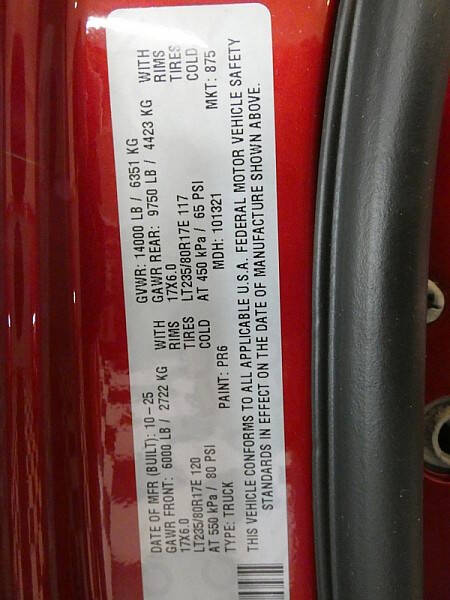 DATE OF MFR (BUILT): 10-25 GVWR: 14000 LB / 6351 KG
GAWR FRONT: 6000 LB / 2722 KG WITH GAWR REAR: 9750 LB / 4423 KG WITH
17X6.0 RIMS 17X6.0 RIMS
LT235/80R17E 120 TIRES LT235/80R17E 117 TIRES
AT 550 kPa / 80 PSI COLD AT 450 kPa / 65 PSI COLD
TYPE: TRUCK PAINT: PR6 MDH: 101321 MKT: 875
THIS VEHICLE CONFORMS TO ALL APPLICABLE U.S.A. FEDERAL MOTOR VEHICLE SAFETY
STANDARDS IN EFFECT ON THE DATE OF MANUFACTURE SHOWN ABOVE.